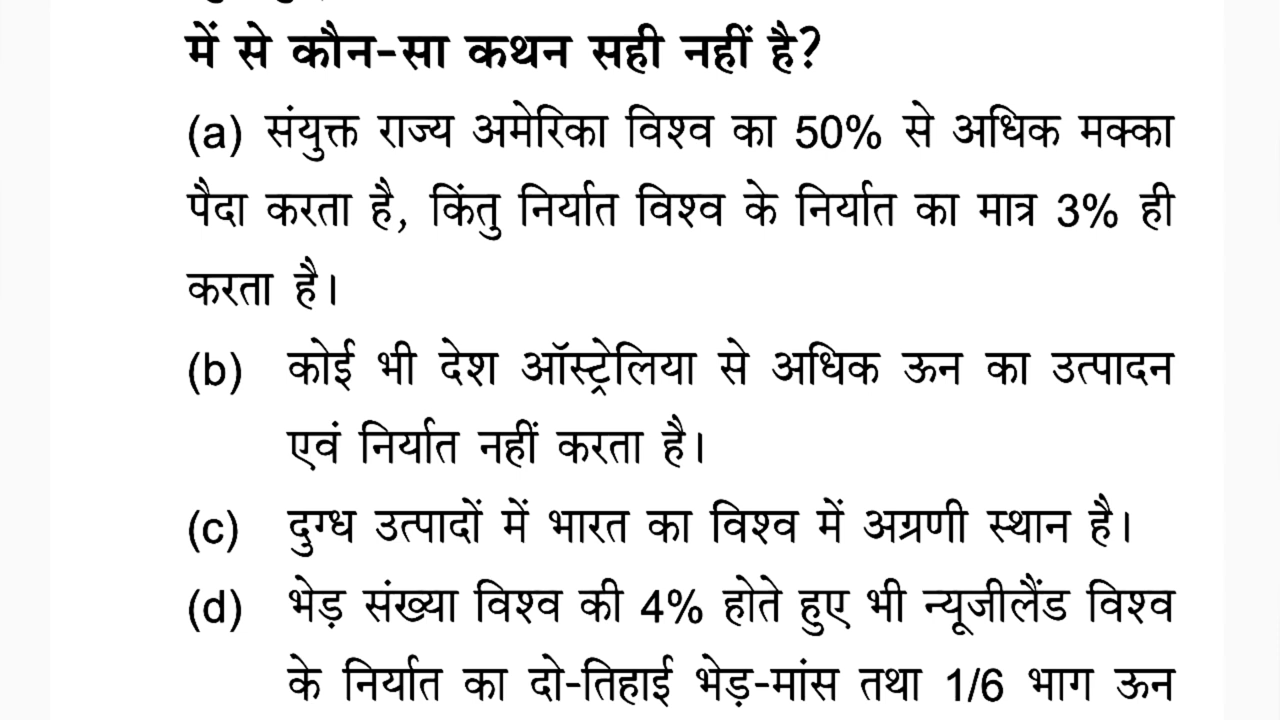 में से कौन-सा कथन सही नहीं है?
(a) संयुक्त राज्य अमेरिका विश्व का 50% से अधिक मक्का
पैदा करता है, किंतु निर्यात विश्व के निर्यात का मात्र 3% ही
करता है।
(b) कोई भी देश ऑस्ट्रेलिया से अधिक ऊन का उत्पादन
एवं निर्यात नहीं करता है।
(c) दुग्ध उत्पादों में भारत का विश्व में अग्रणी स्थान है।
(d) भेड़ संख्या विश्व की 4% होते हुए भी न्यूजीलैंड विश्व
के निर्यात का दो-तिहाई भेड़-मांस तथा 1/6 भाग ऊन